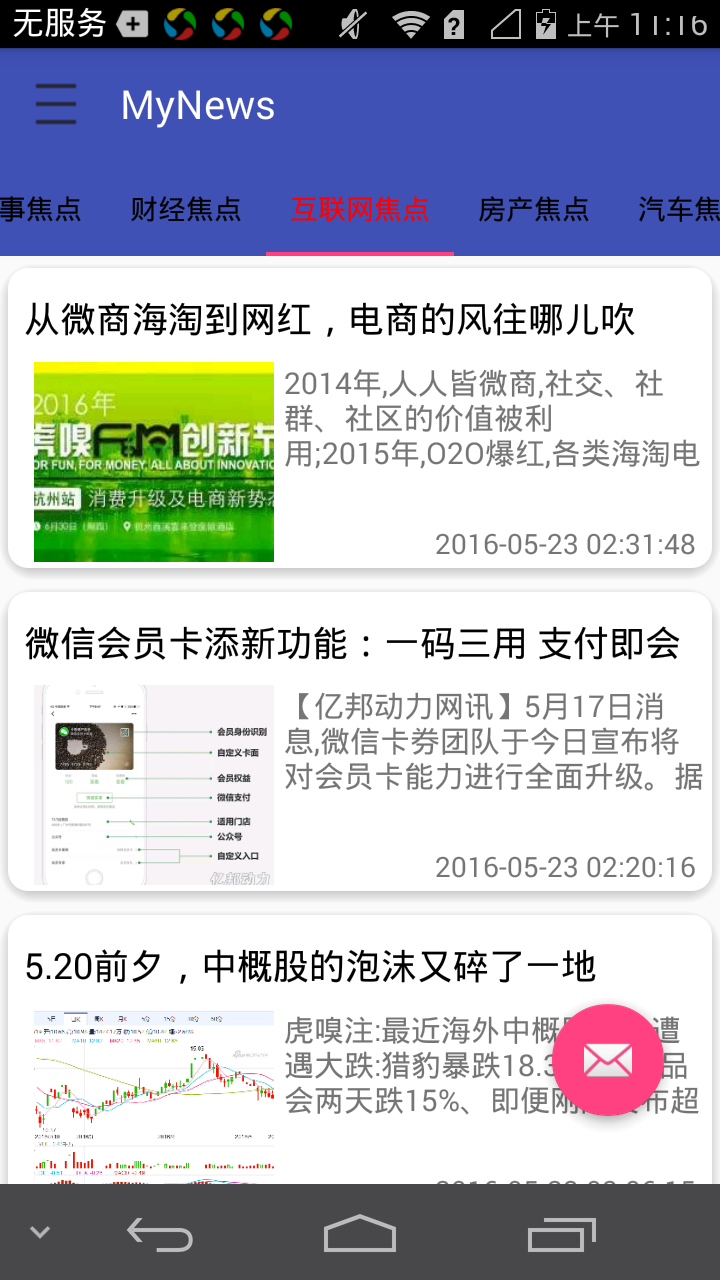 无服务 上午 11:16
MyNews
事焦点 财经焦点 互联网焦点 房产焦点 汽车焦
从微商海淘到网红，电商的风往哪儿吹
2016年
虎嗅F&M创新节
OR FUN, FOR MONEY, ALL ABOUT INNOVATIO
杭州站 消费升级及电商新势态
2014年,人人皆微商,社交、社
群、社区的价值被利
用;2015年,O2O爆红,各类海淘电
2016-05-23 02:31:48
微信会员卡添新功能：一码三用 支付即会
会员身份识别
自定义卡面
会员权益
微信支付
适用门店
公众号
自定义入口
亿邦动力
【亿邦动力网讯】5月17日消
息,微信卡券团队于今日宣布将
对会员卡能力进行全面升级。据
2016-05-23 02:20:16
5.20前夕，中概股的泡沫又碎了一地
虎嗅注:最近海外中概 遭
遇大跌:猎豹暴跌18.3 品
会两天跌15%、即便刚 布超